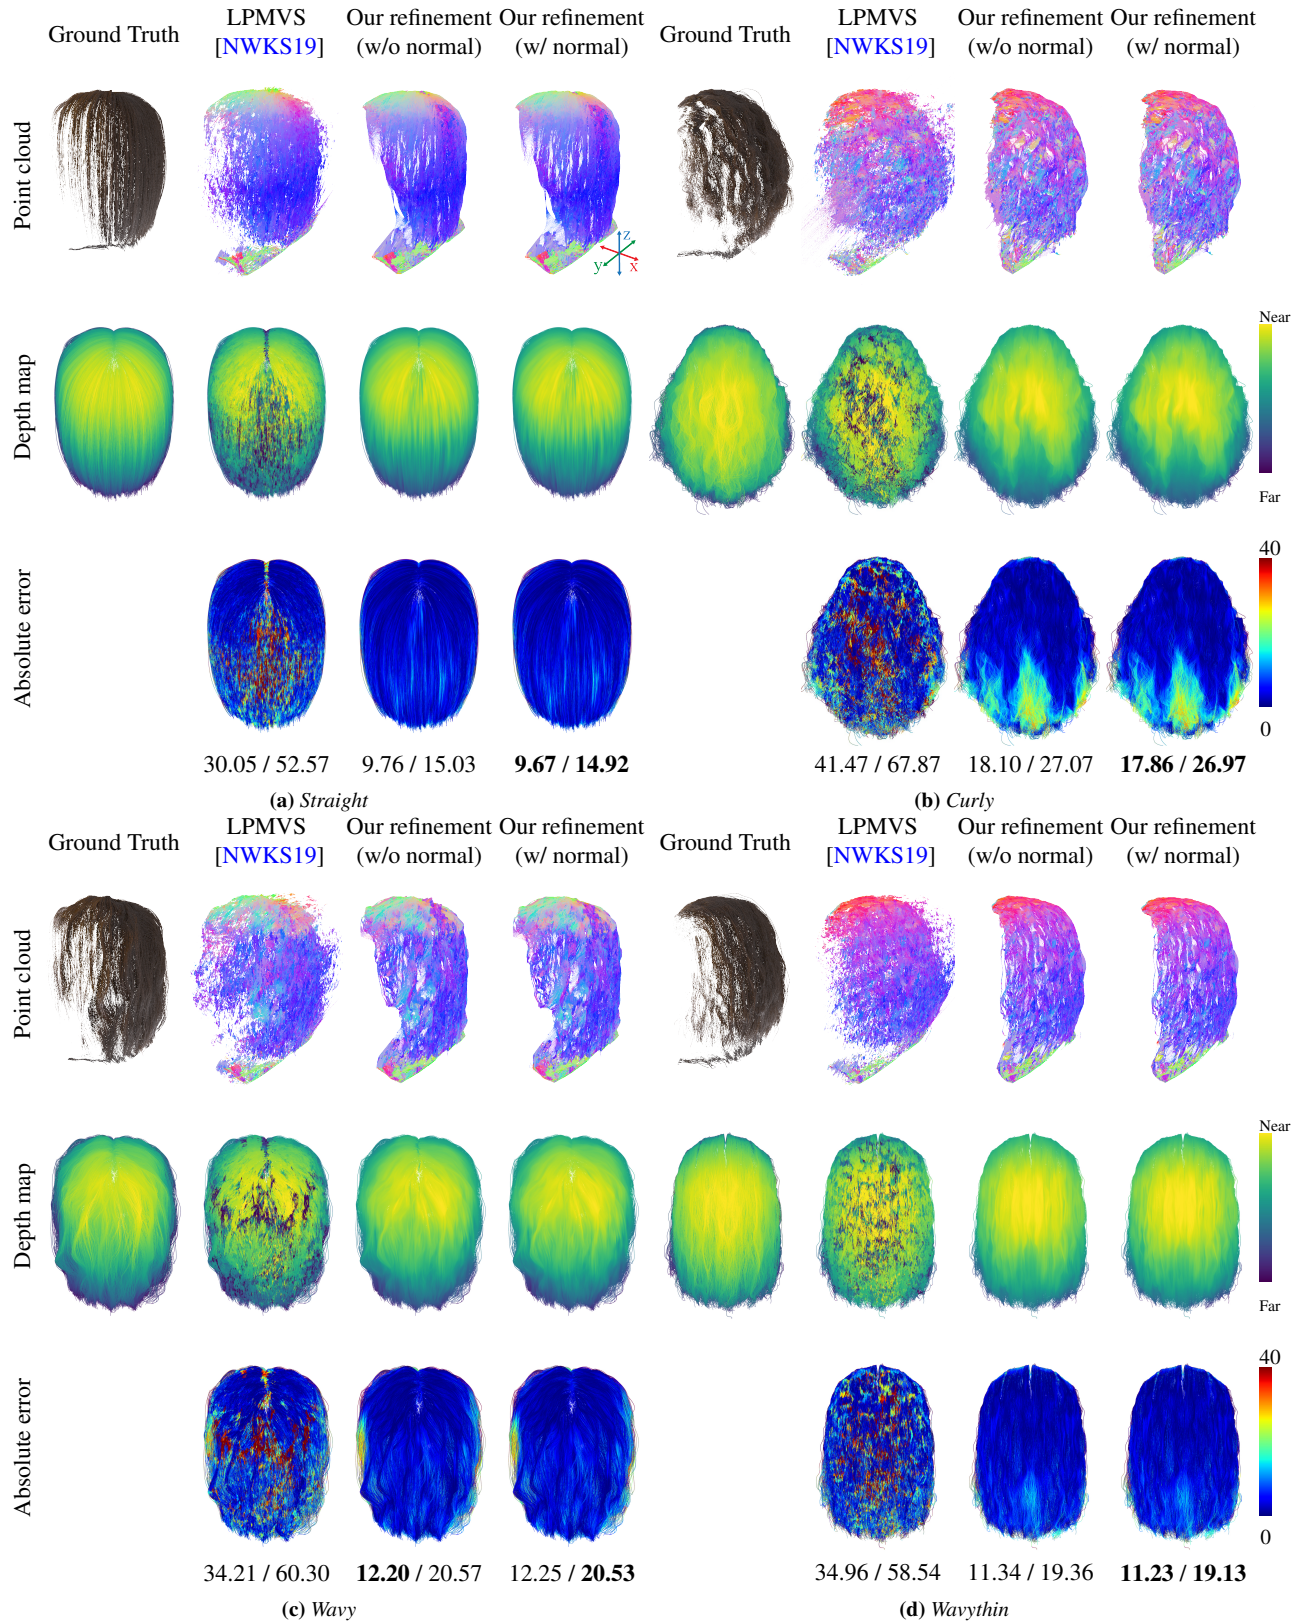 Ground Truth
LPMVS
[NWKS19]
Our refinement
(w/o normal)
Our refinement
(w/ normal)
Ground Truth
LPMVS
[NWKS19]
Our refinement
(w/o normal)
Our refinement
(w/ normal)
Point cloud
z
y
x
Depth map
Near
Far
Absolute error
40
0
30.05 / 52.57
9.76 / 15.03
9.67 / 14.92
41.47 / 67.87
18.10 / 27.07
17.86 / 26.97
(a) Straight
(b) Curly
Ground Truth
LPMVS
[NWKS19]
Our refinement
(w/o normal)
Our refinement
(w/ normal)
Ground Truth
LPMVS
[NWKS19]
Our refinement
(w/o normal)
Our refinement
(w/ normal)
Point cloud
Depth map
Near
Far
Absolute error
40
0
34.21 / 60.30
12.20 / 20.57
12.25 / 20.53
34.96 / 58.54
11.34 / 19.36
11.23 / 19.13
(c) Wavy
(d) Wavythin